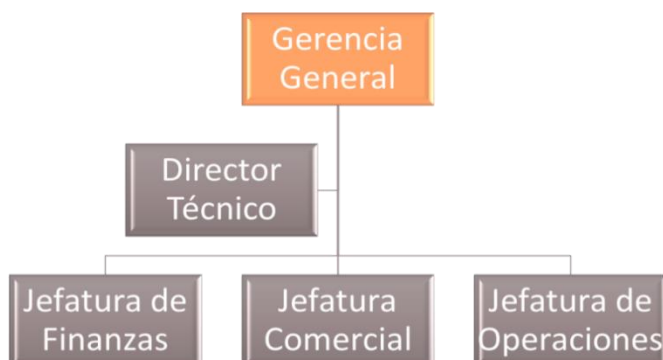 Gerencia
General
Director
Técnico
Jefatura de
Finanzas
Jefatura
Comercial
Jefatura de
Operaciones